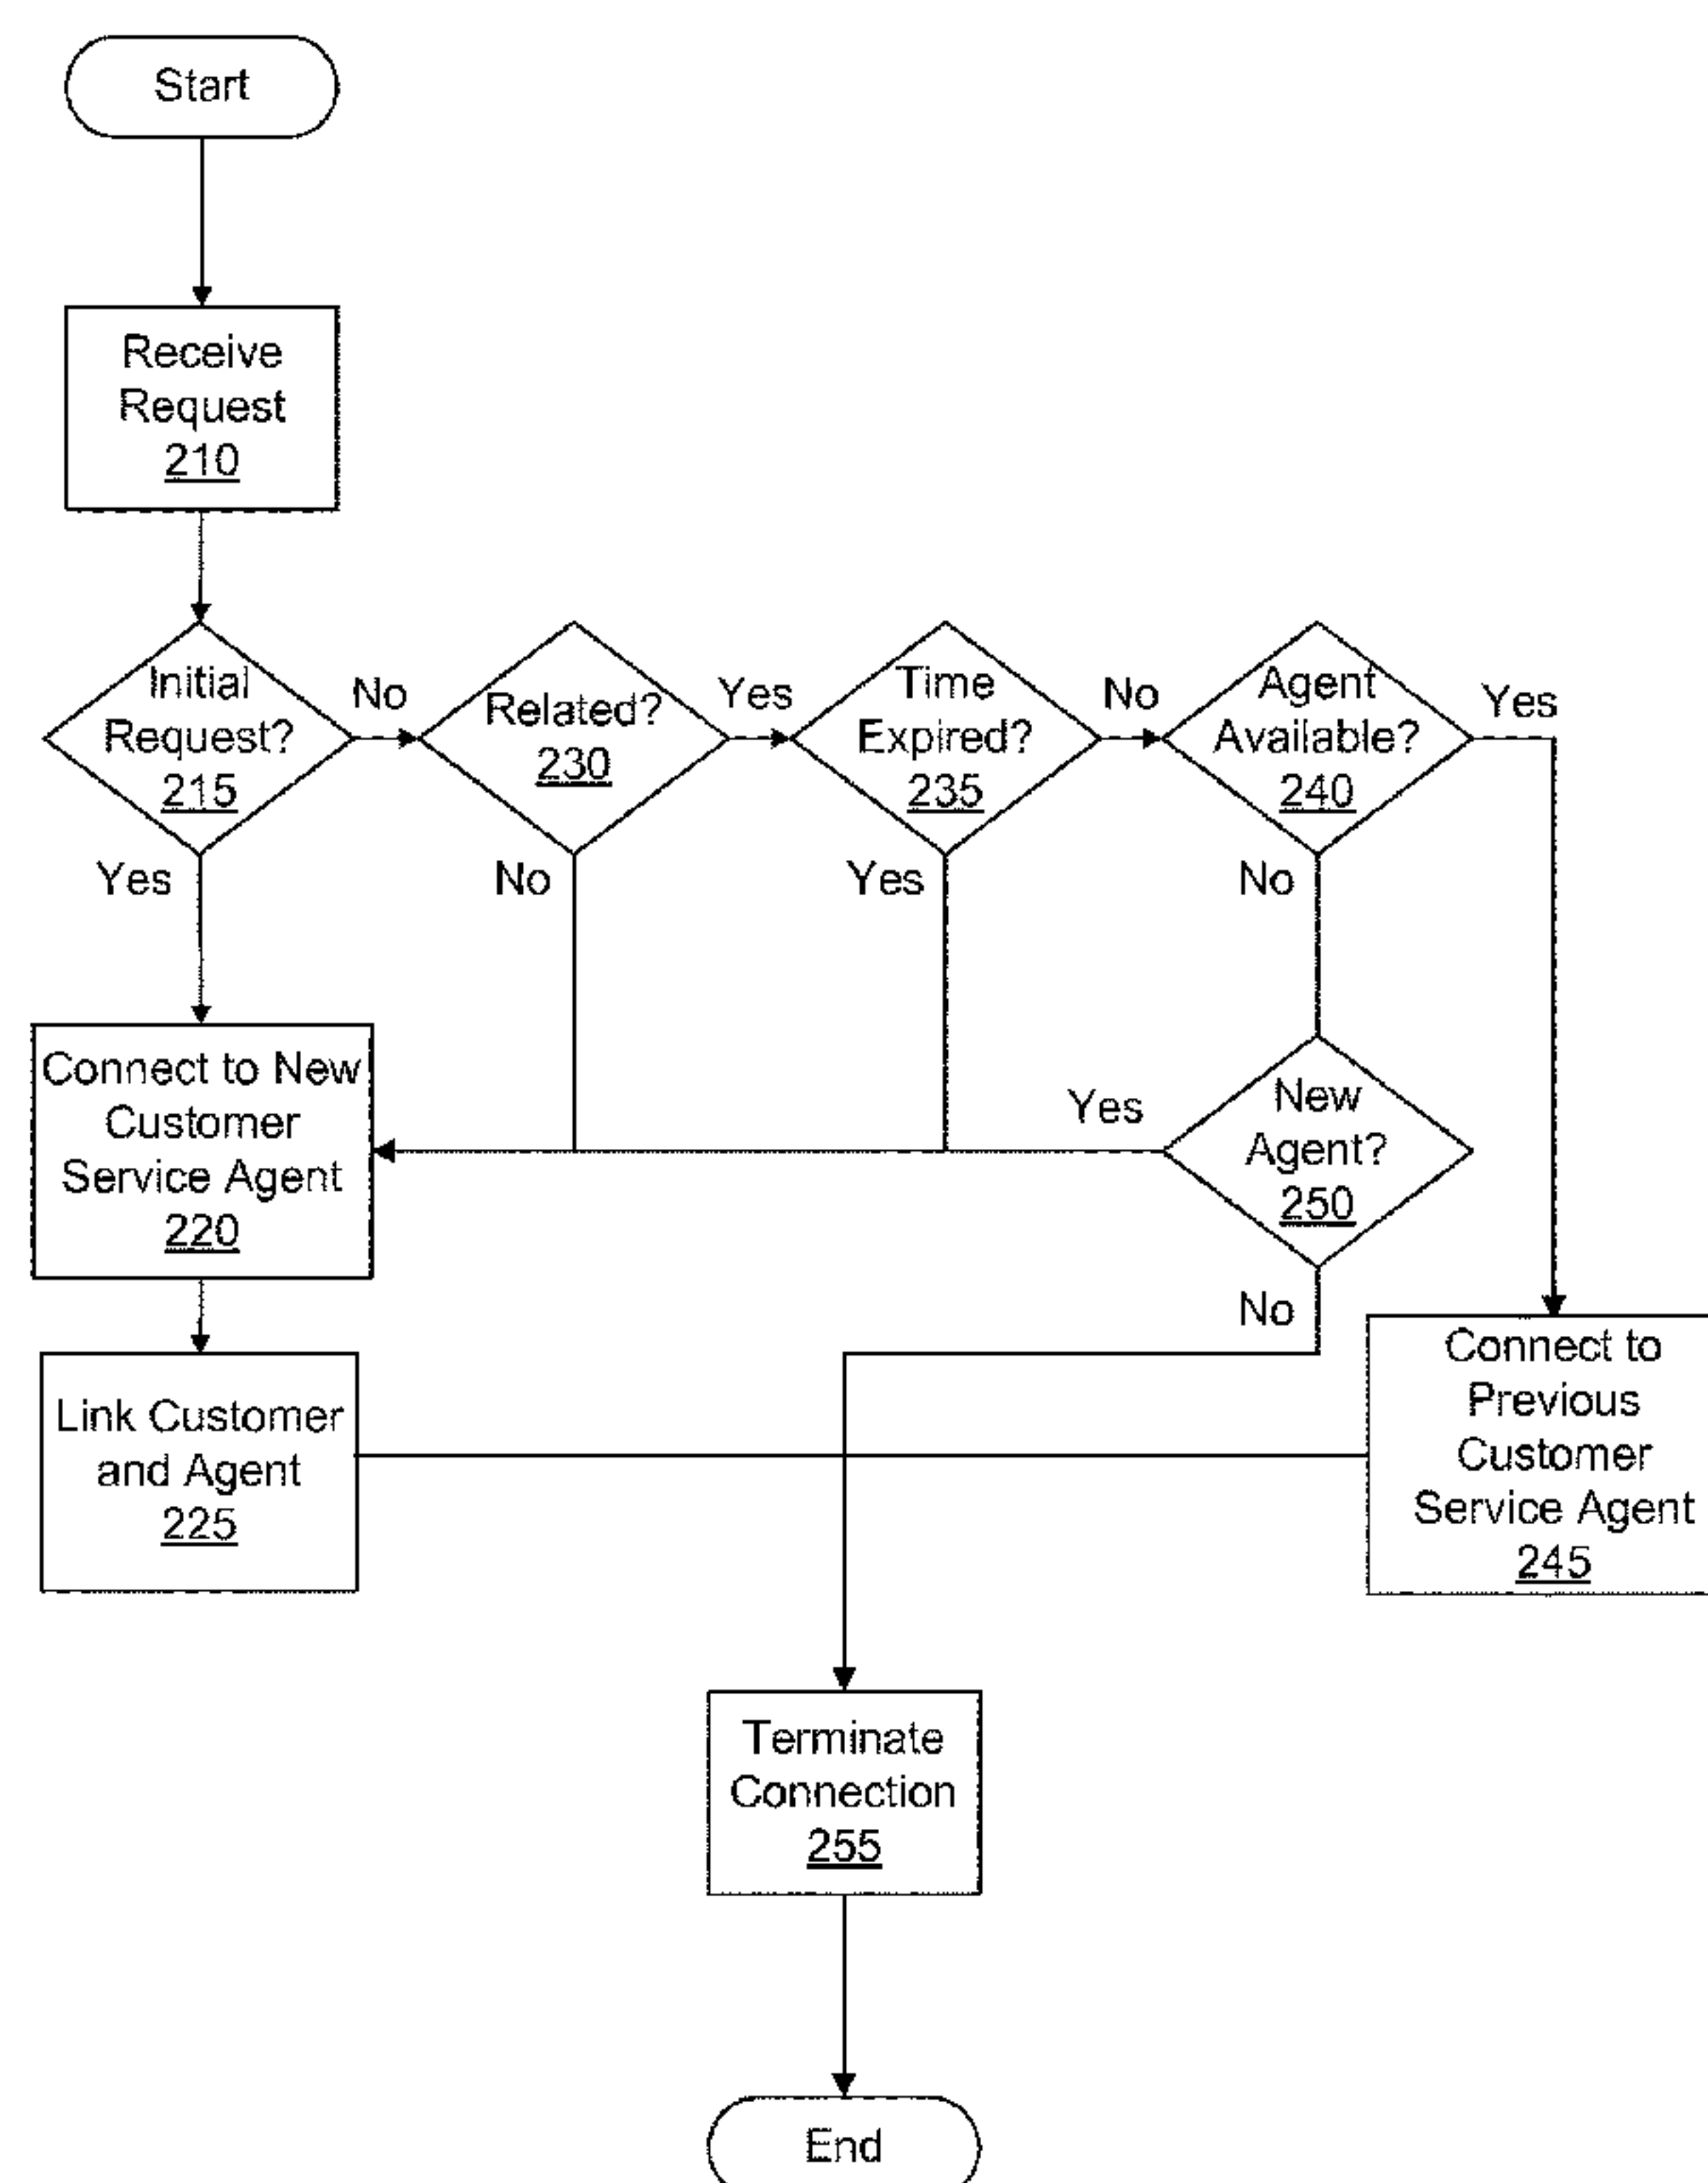 Start
Receive
Request
210
Initial
Request?
215
No
Related?
230
Yes
Time
Expired?
235
No
Agent
Available?
240
Yes
Yes
No
Yes
No
Connect to New
Customer
Service Agent
220
Yes
New
Agent?
250
No
Link Customer
and Agent
225
Connect to
Previous
Customer
Service Agent
245
Terminate
Connection
255
End